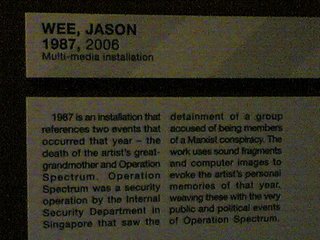 WEE, JASON
1987, 2006
Multi-media installation
1987 is an installation that
references two events that
occurred that year – the
death of the artist's great-
grandmother and Operation
Spectrum. Operation
Spectrum was a security
operation by the Internal
Security Department in
Singapore that saw the
detainment of a group
accused of being members
of a Marxist conspiracy. The
work uses sound fragments
and computer images to
evoke the artist's personal
memories of that year,
weaving these with the very
public and political events
of Operation Spectrum.